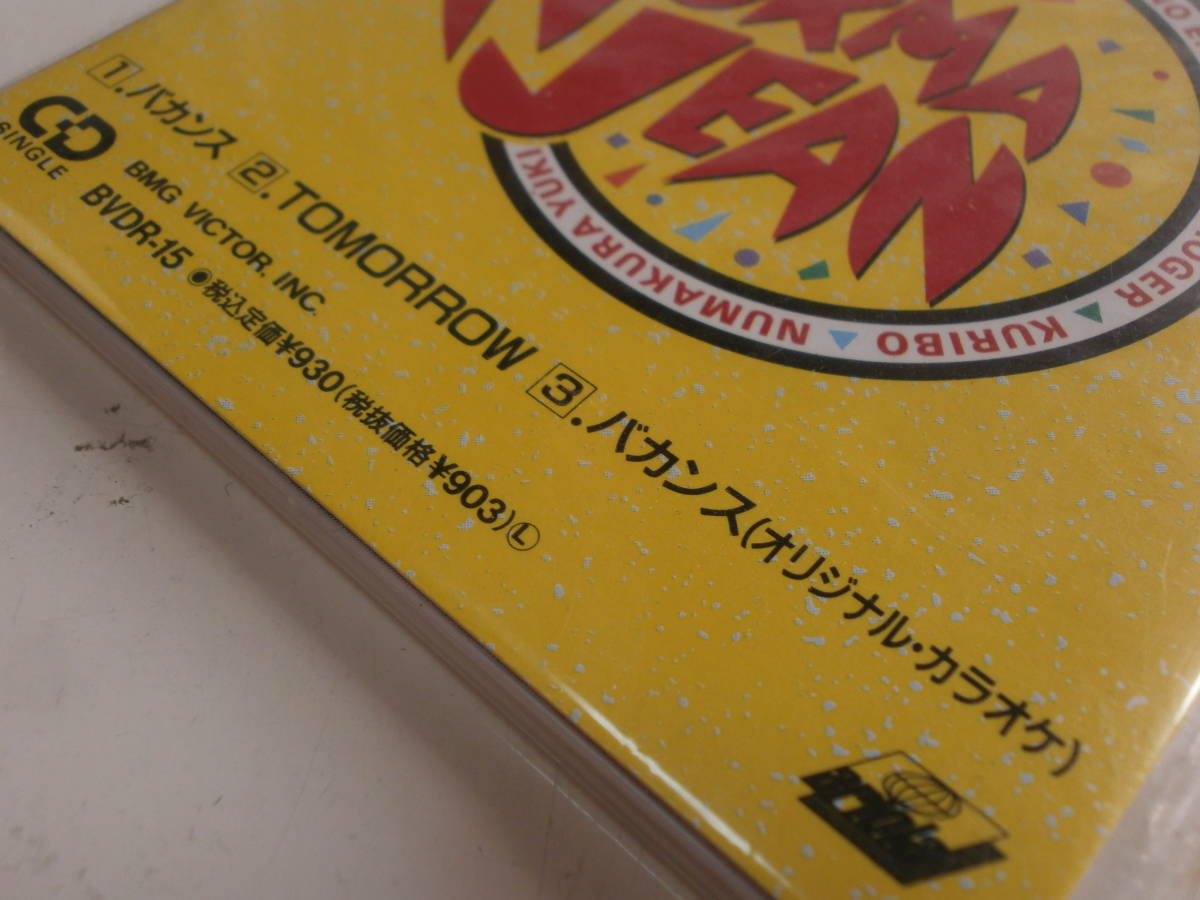 JEAN
NUMAKURA YUKI
KURIBO
1.バカンス 2.TOMORROW 3.バカンス(オリジナル・カラオケ)
CD
SINGLE
BMG VICTOR, INC.
BVDR-15 ●税込定価¥930(税抜価格¥903)Ⓛ